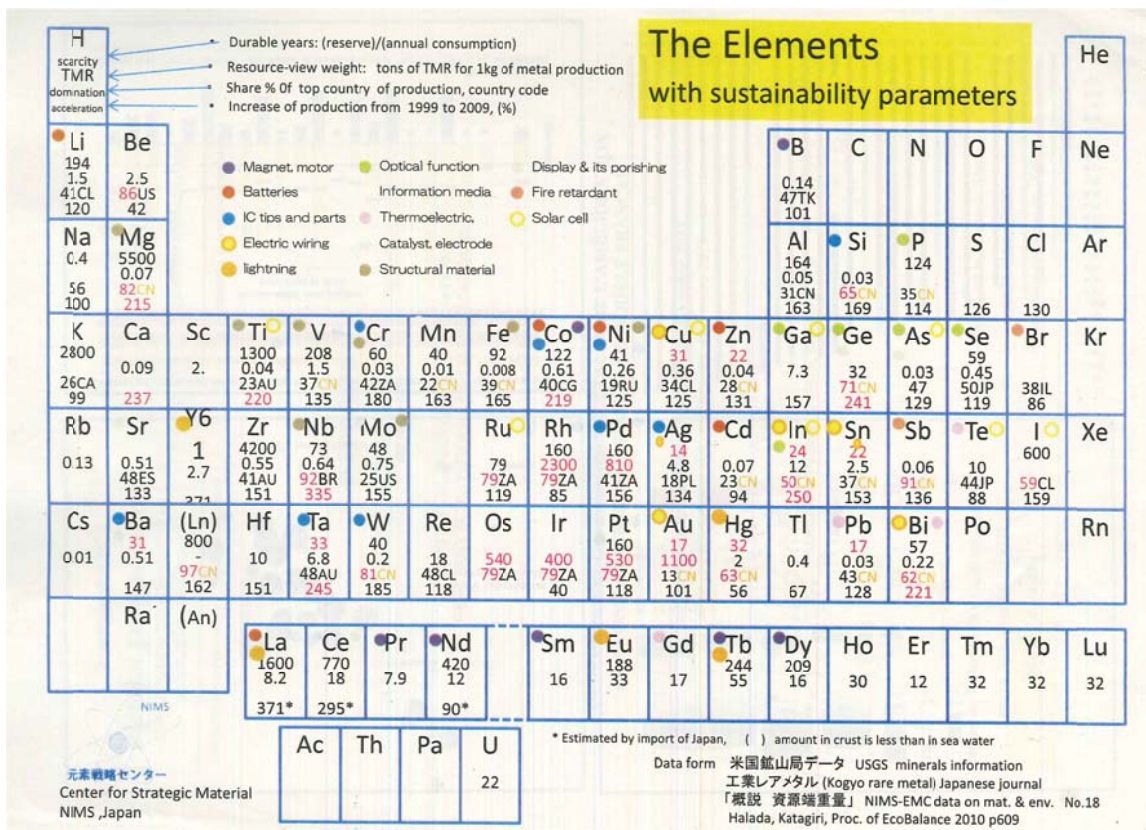 H
scarcity
TMR
domination
acceleration
• Durable years: (reserve)/(annual consumption)
• Resource-view weight: tons of TMR for 1kg of metal production
• Share % 0f top country of production, country code
• Increase of production from 1999 to 2009, (%)
The Elements
with sustainability parameters
He
Li
194
1.5
41CL
120
Be
2.5
86US
42
Magnet. motor
Batteries
IC tips and parts
Electric wiring
lightning
Optical function
Information media
Thermoelectric.
Catalyst. electrode
Structural material
Display & its porishing
Fire retardant
Solar cell
B
0.14
47TK
101
C
N
O
F
Ne
Na
0.4
56
100
Mg
5500
0.07
82CN
215
Al
164
0.05
31CN
163
Si
0.03
65CN
169
P
124
35CN
114
S
126
Cl
130
Ar
K
2800
26CA
99
Ca
0.09
237
Sc
2.
Ti
1300
0.04
23AU
220
V
208
1.5
37CN
135
Cr
60
0.03
42ZA
180
Mn
40
0.01
22CN
163
Fe
92
0.008
39CN
165
Co
122
0.61
40CG
219
Ni
41
0.26
19RU
125
Cu
31
0.36
34CL
125
Zn
22
0.04
28CN
131
Ga
7.3
157
Ge
32
71CN
241
As
0.03
47
129
Se
59
0.45
50JP
119
Br
38IL
86
Kr
Rb
0.13
Sr
0.51
48ES
133
Y6
1
2.7
371
Zr
4200
0.55
41AU
151
Nb
73
0.64
92BR
335
Mo
48
0.75
25US
155
Ru
79
79ZA
119
Rh
160
2300
79ZA
85
Pd
160
810
41ZA
156
Ag
14
4.8
18PL
134
Cd
0.07
23CN
94
In
24
12
50CN
250
Sn
22
2.5
37CN
153
Sb
0.06
91CN
136
Te
10
44JP
88
I
600
59CL
159
Xe
Cs
0.01
Ba
31
0.51
147
(Ln)
800
-
97CN
162
Hf
10
151
Ta
33
6.8
48AU
245
W
40
0.2
81CN
185
Re
18
48CL
118
Os
540
79ZA
Ir
400
79ZA
40
Pt
160
530
79ZA
118
Au
17
1100
13CN
101
Hg
32
2
63CN
56
Tl
0.4
67
Pb
17
0.03
43CN
128
Bi
57
0.22
62CN
221
Po
Rn
Ra
(An)
La
1600
8.2
371*
Ce
770
18
295*
Pr
7.9
Nd
420
12
90*
Sm
16
Eu
188
33
Gd
17
Tb
244
55
Dy
209
16
Ho
30
Er
12
Tm
32
Yb
32
Lu
32
NIMS
元素戦略センター
Center for Strategic Material
NIMS ,Japan
Ac
Th
Pa
U
22
* Estimated by import of Japan, ( ) amount in crust is less than in sea water
Data form 米国鉱山局データ USGS minerals information
工業レアメタル (Kogyo rare metal) Japanese journal
「概説 資源端重量」 NIMS-EMC data on mat. & env. No.18
Halada, Katagiri, Proc. of EcoBalance 2010 p609